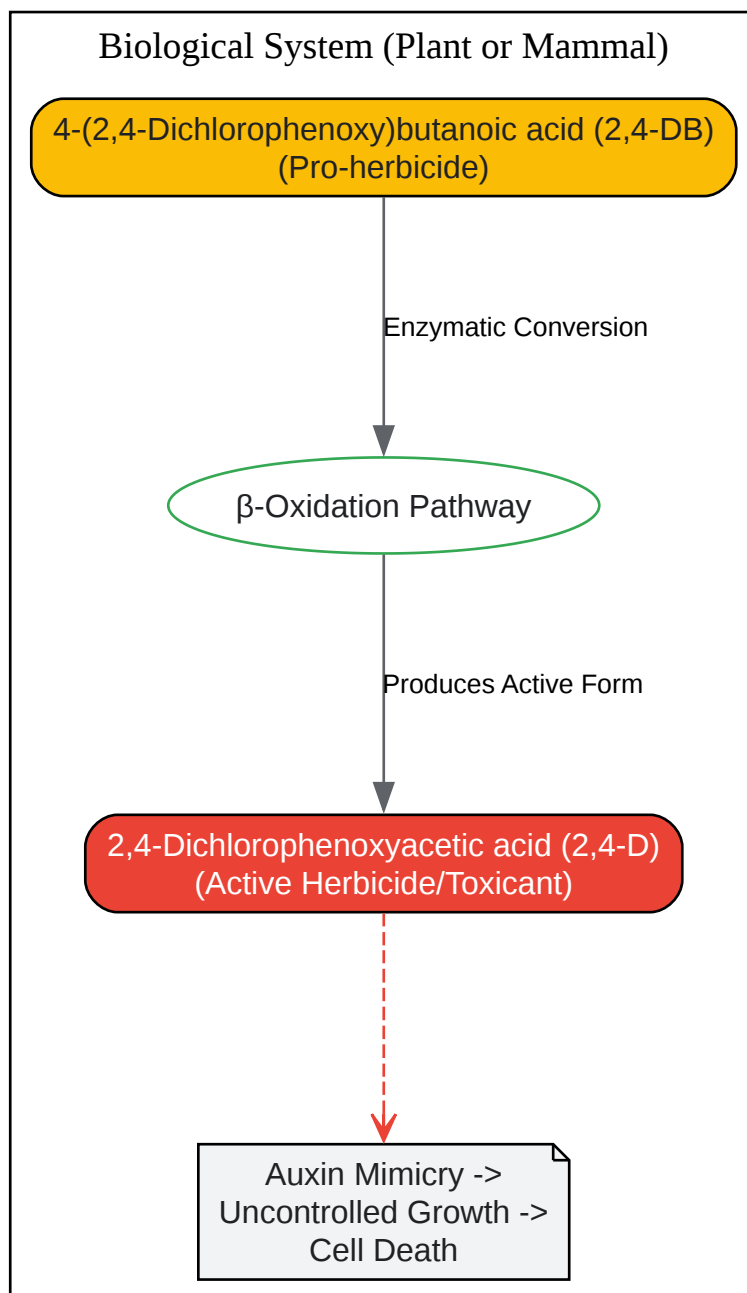 Biological System (Plant or Mammal)
4-(2,4-Dichlorophenoxy)butanoic acid (2,4-DB)
(Pro-herbicide)
Enzymatic Conversion
β-Oxidation Pathway
Produces Active Form
2,4-Dichlorophenoxyacetic acid (2,4-D)
(Active Herbicide/Toxicant)
Auxin Mimicry ->
Uncontrolled Growth ->
Cell Death